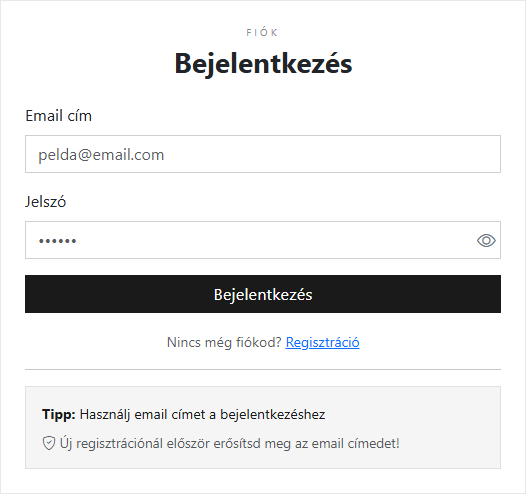 FIÓK
Bejelentkezés
Email cím
pelda@email.com
Jelszó
••••••
Bejelentkezés
Nincs még fiókod? Regisztráció
Tipp: Használj email címet a bejelentkezéshez
Új regisztrációnál először erősítsd meg az email címedet!